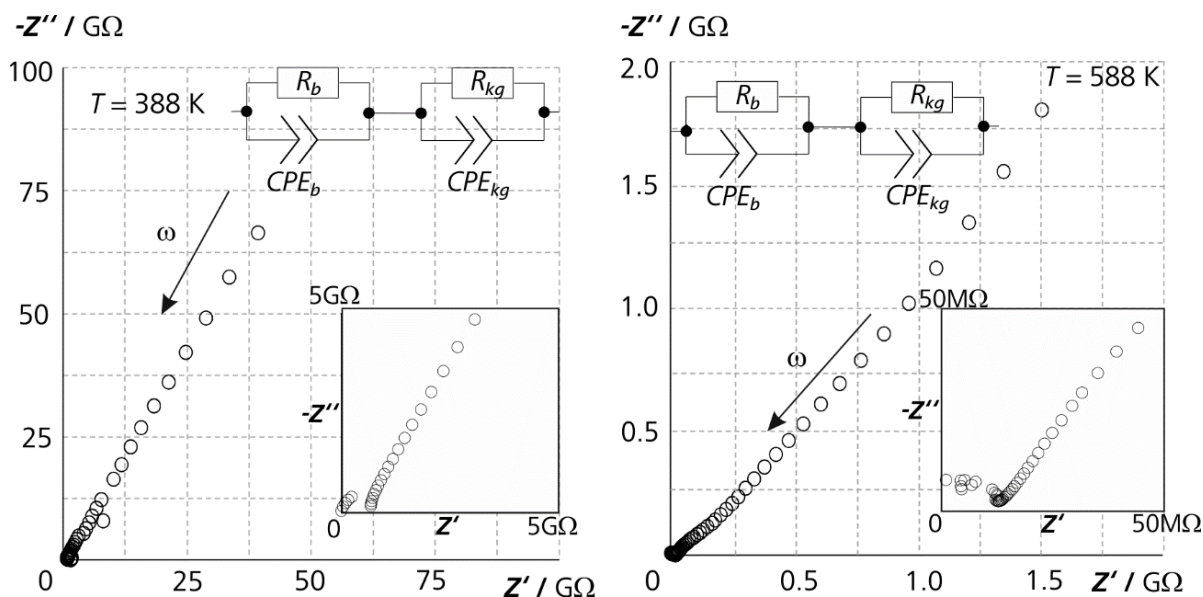 -Z′′ / GΩ
100
75
50
25
0
25
50
75
Z′ / GΩ
T = 388 K
R_b
R_kg
CPE_b
CPE_kg
ω
5GΩ
-Z′′
0
Z′
5GΩ
-Z′′ / GΩ
2.0
1.5
1.0
0.5
0
0.5
1.0
1.5
Z′ / GΩ
T = 588 K
R_b
R_kg
CPE_b
CPE_kg
ω
50MΩ
-Z′′
0
Z′
50MΩ